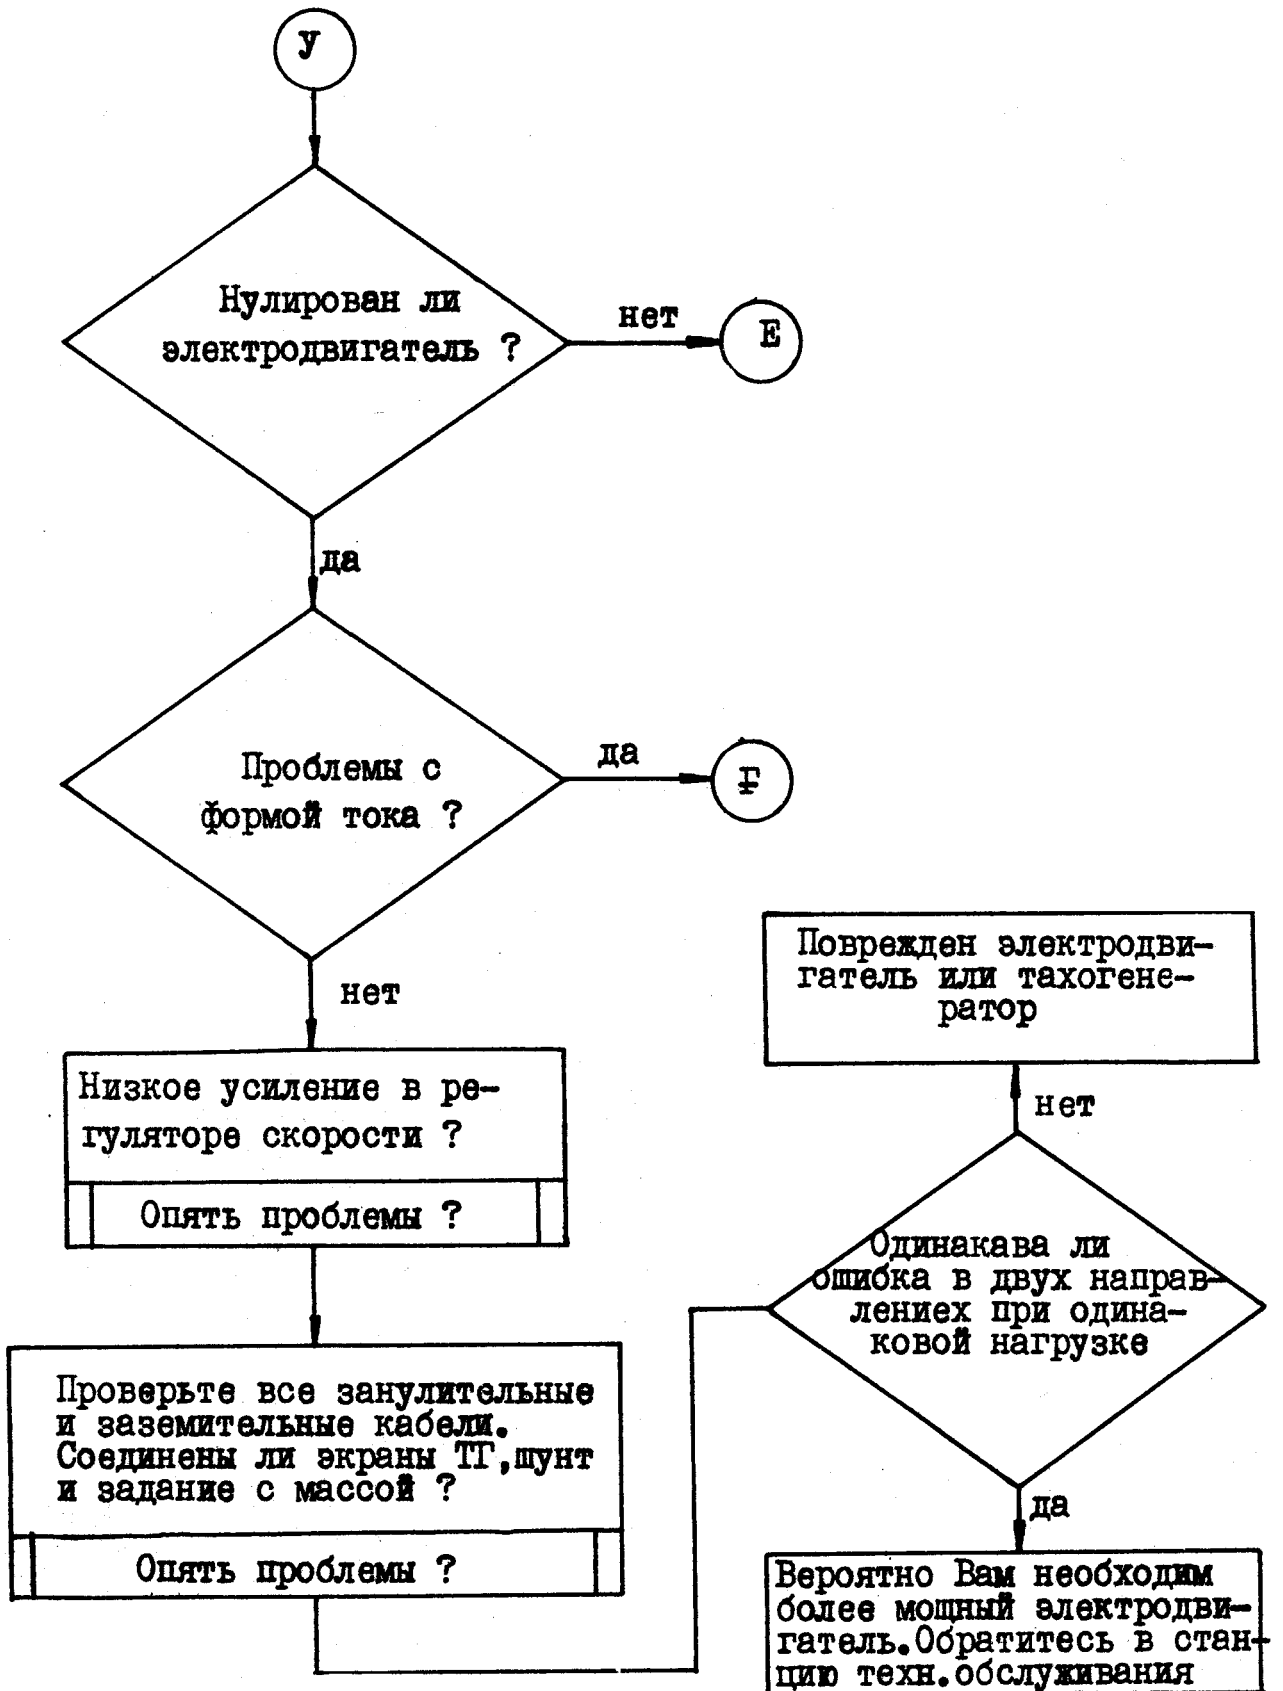 У
Нулирован ли
электродвигатель ?
нет
Е
да
Проблемы с
формой тока ?
да
F
нет
Низкое усиление в ре-
гуляторе скорости ?
Опять проблемы ?
Проверьте все занулительные
и заземительные кабели.
Соединены ли экраны ТГ,шунт
и задание с массой ?
Опять проблемы ?
Поврежден электродви-
гатель или тахогене-
ратор
нет
Одинакава ли
ошибка в двух направ-
лениех при одина-
ковой нагрузке
да
Вероятно Вам необходим
более мощный электродви-
гатель.Обратитесь в стан-
цию техн.обслуживания